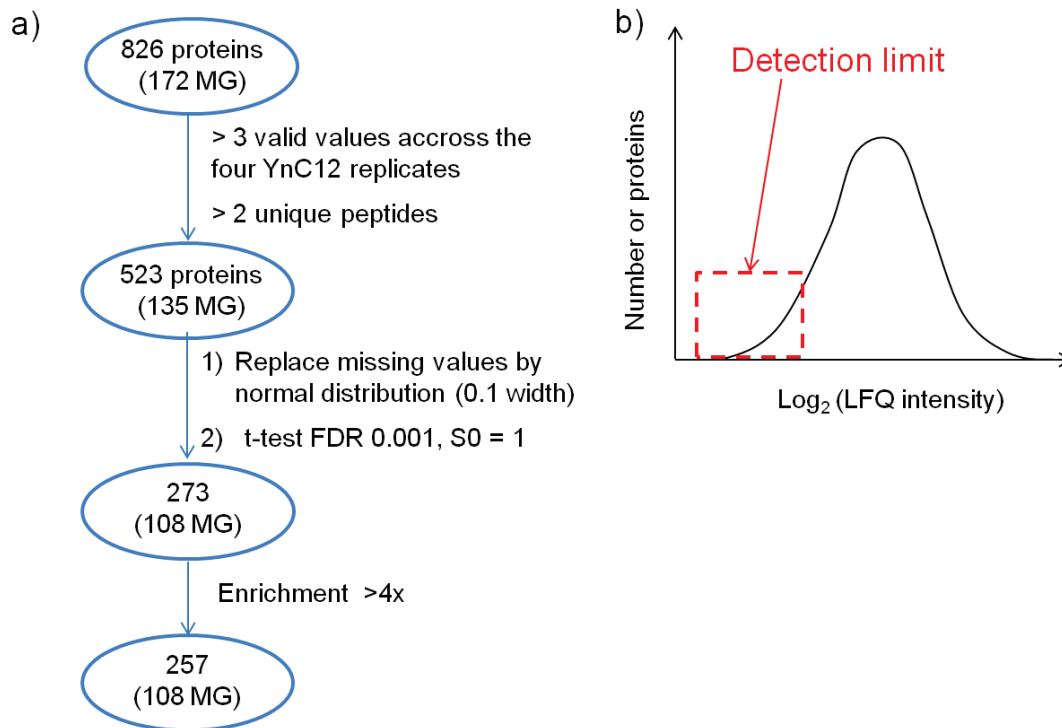 a)
826 proteins
(172 MG)
> 3 valid values accross the
four YnC12 replicates
> 2 unique peptides
523 proteins
(135 MG)
1) Replace missing values by
normal distribution (0.1 width)
2) t-test FDR 0.001, S0 = 1
273
(108 MG)
Enrichment >4x
257
(108 MG)
b)
Detection limit
Number or proteins
Log₂ (LFQ intensity)